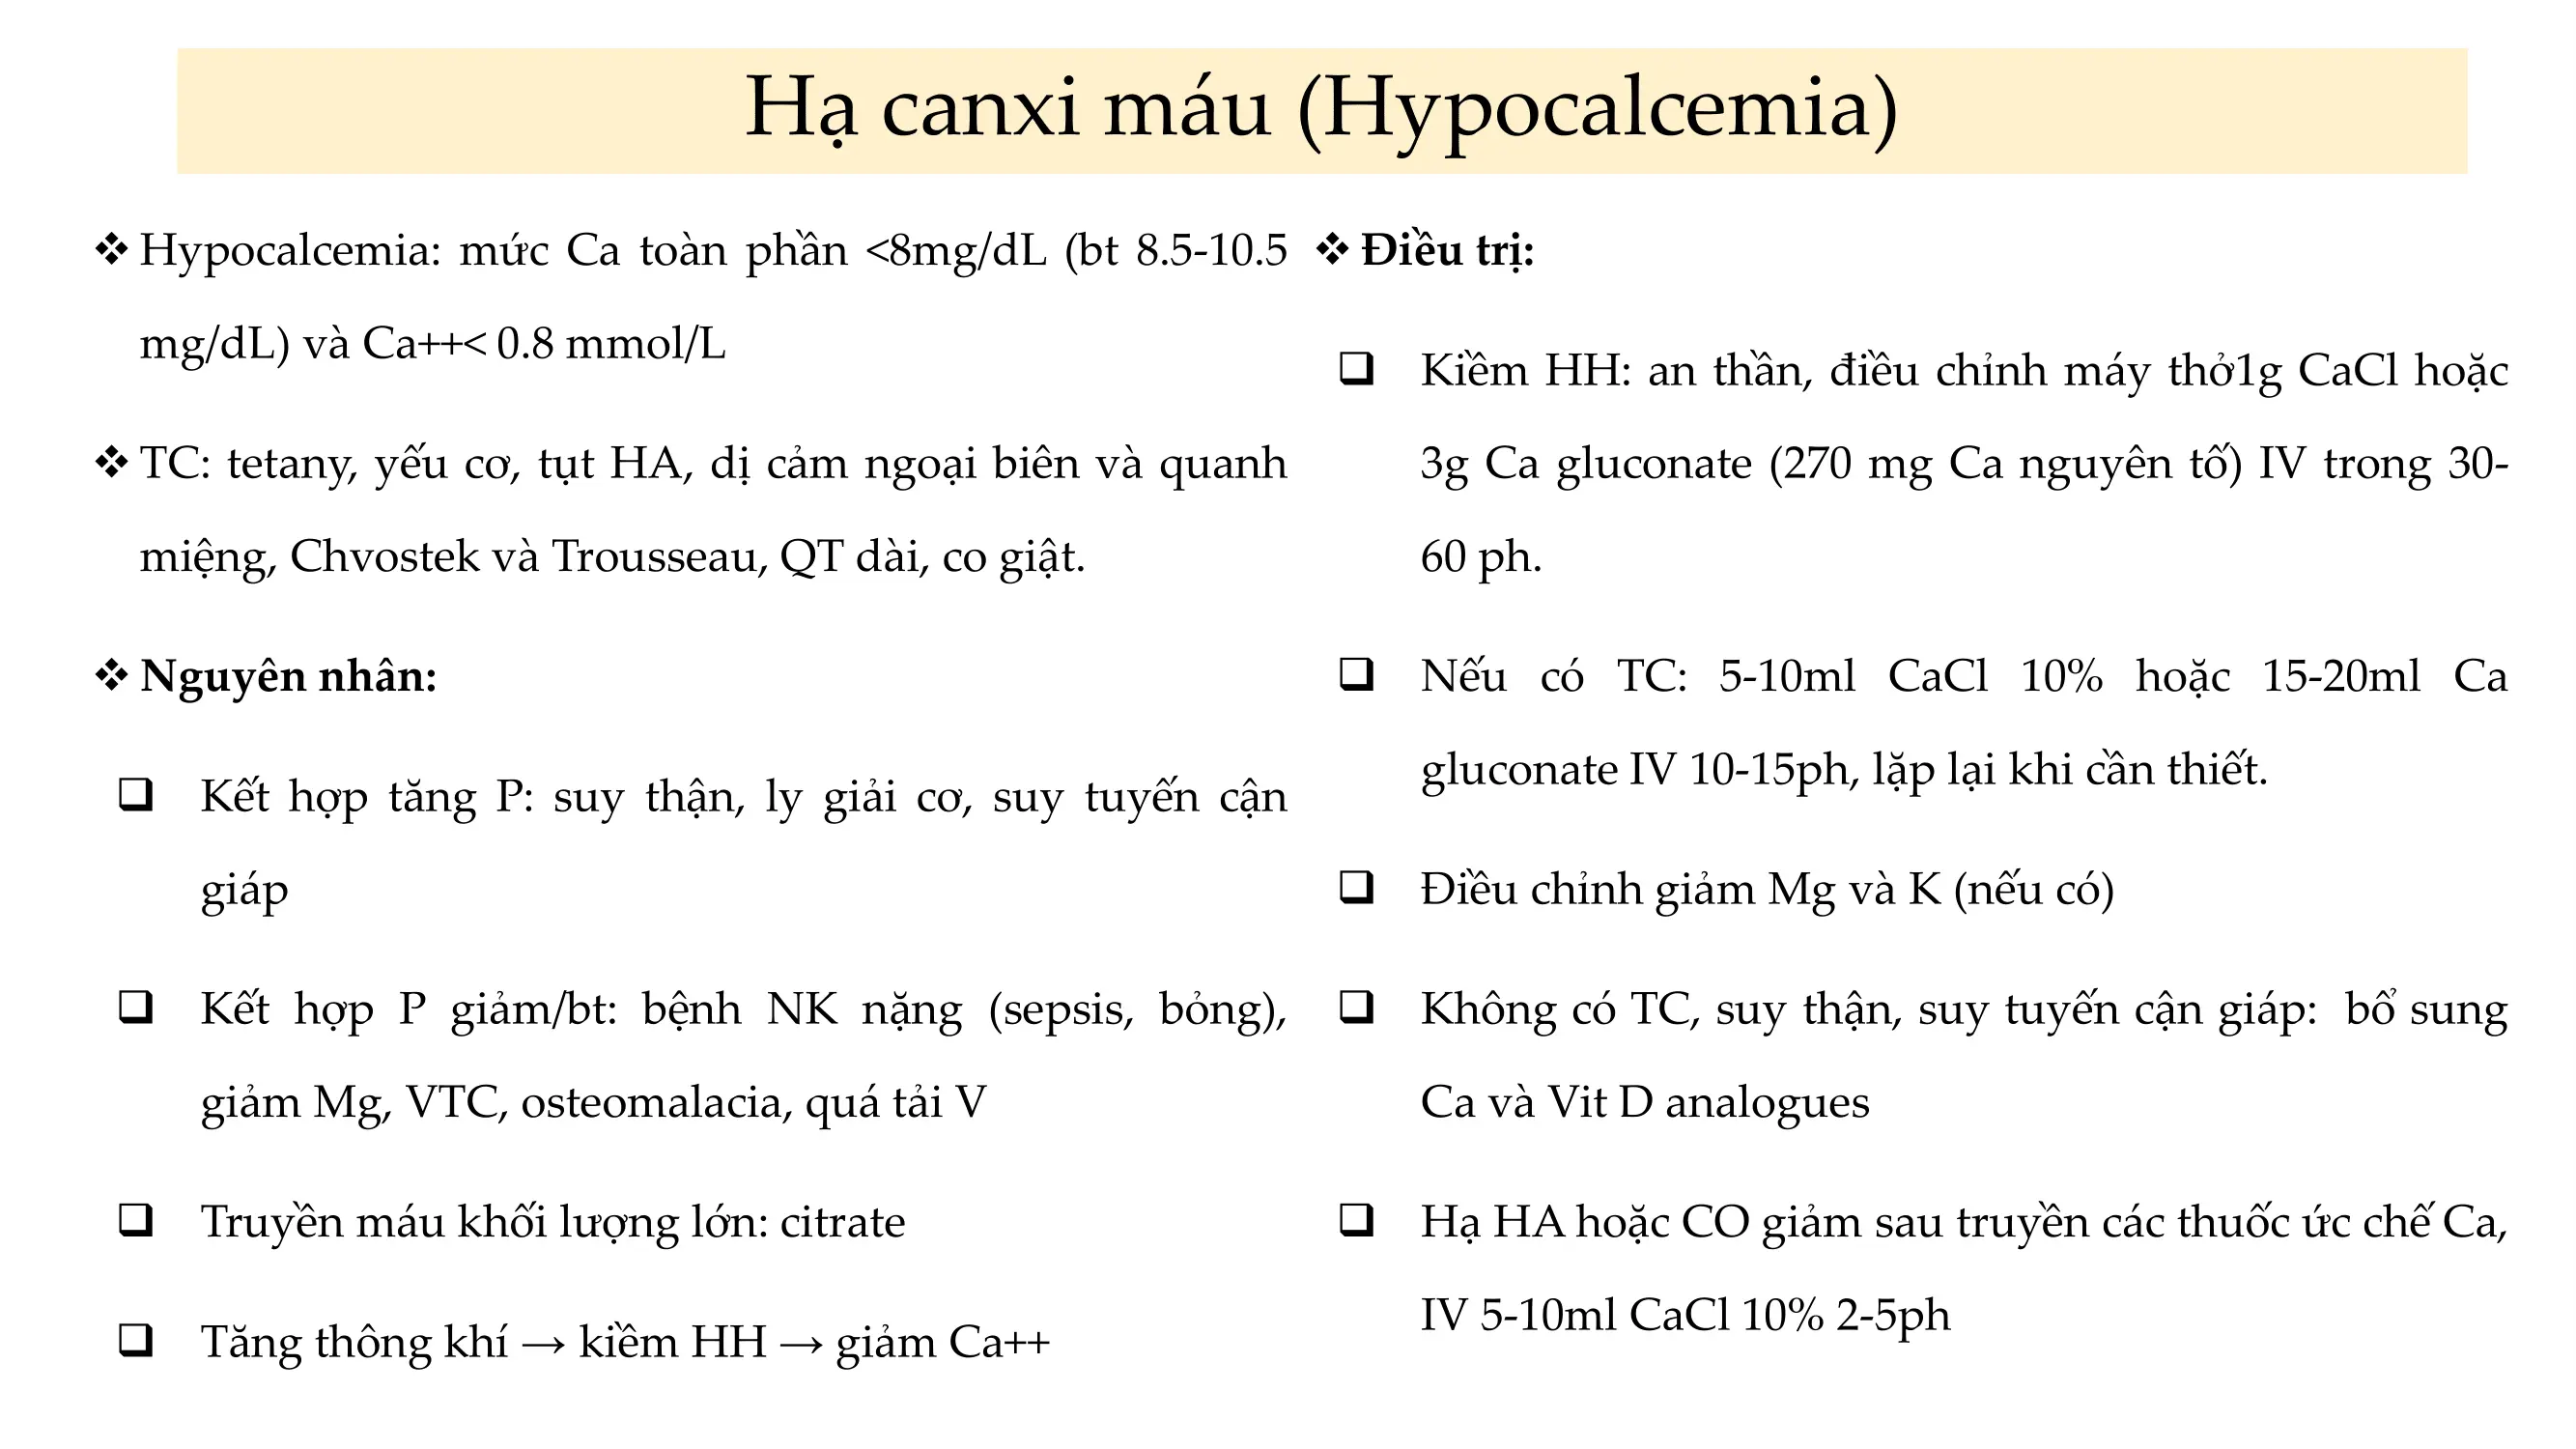 Hạ canxi máu (Hypocalcemia)
❖ Hypocalcemia: mức Ca toàn phần <8mg/dL (bt 8.5-10.5
mg/dL) và Ca++< 0.8 mmol/L
❖ TC: tetany, yếu cơ, tụt HA, dị cảm ngoại biên và quanh
miệng, Chvostek và Trousseau, QT dài, co giật.
❖ Nguyên nhân:
❑ Kết hợp tăng P: suy thận, ly giải cơ, suy tuyến cận
giáp
❑ Kết hợp P giảm/bt: bệnh NK nặng (sepsis, bỏng),
giảm Mg, VTC, osteomalacia, quá tải V
❑ Truyền máu khối lượng lớn: citrate
❑ Tăng thông khí → kiềm HH → giảm Ca++
❖ Điều trị:
❑ Kiềm HH: an thần, điều chỉnh máy thở1g CaCl hoặc
3g Ca gluconate (270 mg Ca nguyên tố) IV trong 30-
60 ph.
❑ Nếu có TC: 5-10ml CaCl 10% hoặc 15-20ml Ca
gluconate IV 10-15ph, lặp lại khi cần thiết.
❑ Điều chỉnh giảm Mg và K (nếu có)
❑ Không có TC, suy thận, suy tuyến cận giáp: bổ sung
Ca và Vit D analogues
❑ Hạ HA hoặc CO giảm sau truyền các thuốc ức chế Ca,
IV 5-10ml CaCl 10% 2-5ph